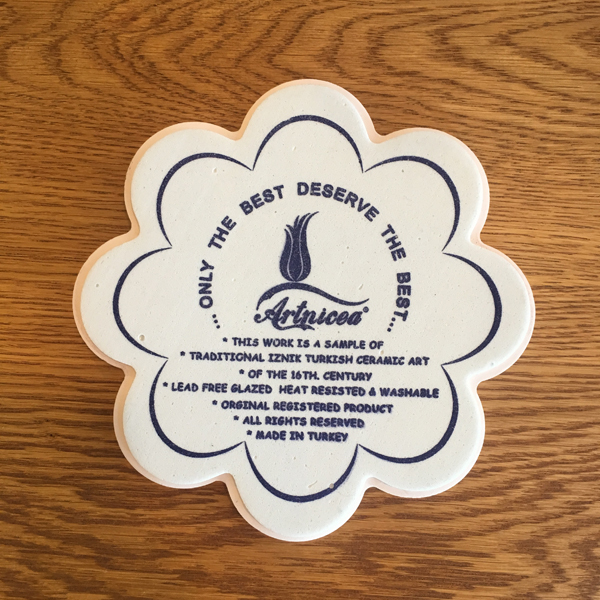 ...ONLY THE BEST DESERVE THE BEST...
Artnicea®
* THIS WORK IS A SAMPLE OF
* TRADITIONAL IZNIK TURKISH CERAMIC ART
* OF THE 16TH. CENTURY
* LEAD FREE GLAZED HEAT RESISTED & WASHABLE
* ORGINAL REGISTERED PRODUCT
* ALL RIGHTS RESERVED
* MADE IN TURKEY